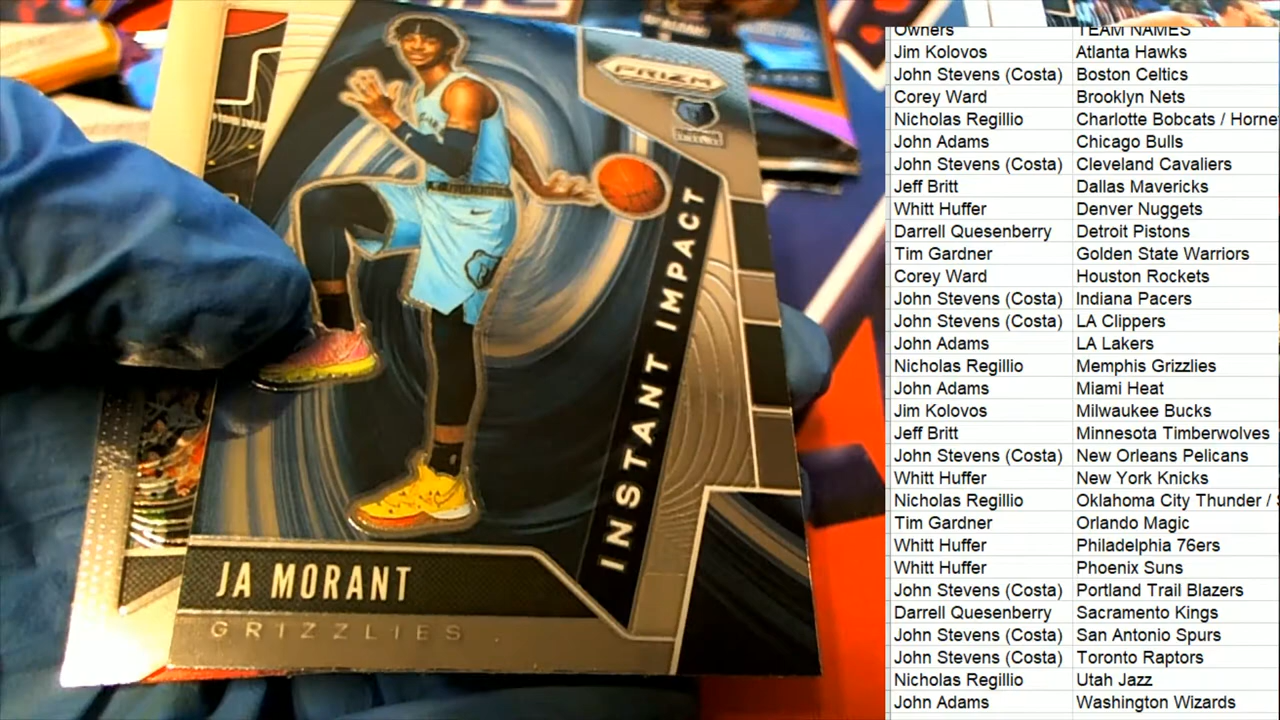 PRIZM
INSTANT IMPACT
JA MORANT
GRIZZLIES
Owners TEAM NAMES
Jim Kolovos Atlanta Hawks
John Stevens (Costa) Boston Celtics
Corey Ward Brooklyn Nets
Nicholas Regillio Charlotte Bobcats / Horne
John Adams Chicago Bulls
John Stevens (Costa) Cleveland Cavaliers
Jeff Britt Dallas Mavericks
Whitt Huffer Denver Nuggets
Darrell Quesenberry Detroit Pistons
Tim Gardner Golden State Warriors
Corey Ward Houston Rockets
John Stevens (Costa) Indiana Pacers
John Stevens (Costa) LA Clippers
John Adams LA Lakers
Nicholas Regillio Memphis Grizzlies
John Adams Miami Heat
Jim Kolovos Milwaukee Bucks
Jeff Britt Minnesota Timberwolves
John Stevens (Costa) New Orleans Pelicans
Whitt Huffer New York Knicks
Nicholas Regillio Oklahoma City Thunder /
Tim Gardner Orlando Magic
Whitt Huffer Philadelphia 76ers
Whitt Huffer Phoenix Suns
John Stevens (Costa) Portland Trail Blazers
Darrell Quesenberry Sacramento Kings
John Stevens (Costa) San Antonio Spurs
John Stevens (Costa) Toronto Raptors
Nicholas Regillio Utah Jazz
John Adams Washington Wizards